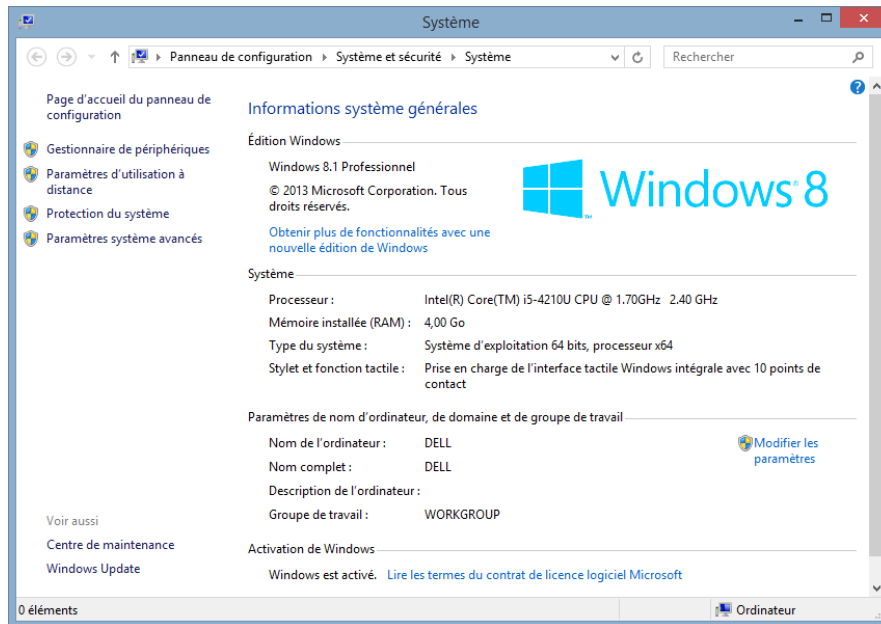 Système
Panneau de configuration Système et sécurité Système
Rechercher
Page d'accueil du panneau de
configuration
Gestionnaire de périphériques
Paramètres d'utilisation à
distance
Protection du système
Paramètres système avancés
Voir aussi
Centre de maintenance
Windows Update
Informations système générales
Édition Windows
Windows 8.1 Professionnel
© 2013 Microsoft Corporation. Tous
droits réservés.
Obtenir plus de fonctionnalités avec une
nouvelle édition de Windows
Windows 8
Système
Processeur : Intel(R) Core(TM) i5-4210U CPU @ 1.70GHz 2.40 GHz
Mémoire installée (RAM) : 4,00 Go
Type du système : Système d'exploitation 64 bits, processeur x64
Stylet et fonction tactile : Prise en charge de l'interface tactile Windows intégrale avec 10 points de
contact
Paramètres de nom d'ordinateur, de domaine et de groupe de travail
Nom de l'ordinateur : DELL
Nom complet : DELL
Description de l'ordinateur :
Groupe de travail : WORKGROUP
Modifier les
paramètres
Activation de Windows
Windows est activé. Lire les termes du contrat de licence logiciel Microsoft
0 éléments
Ordinateur